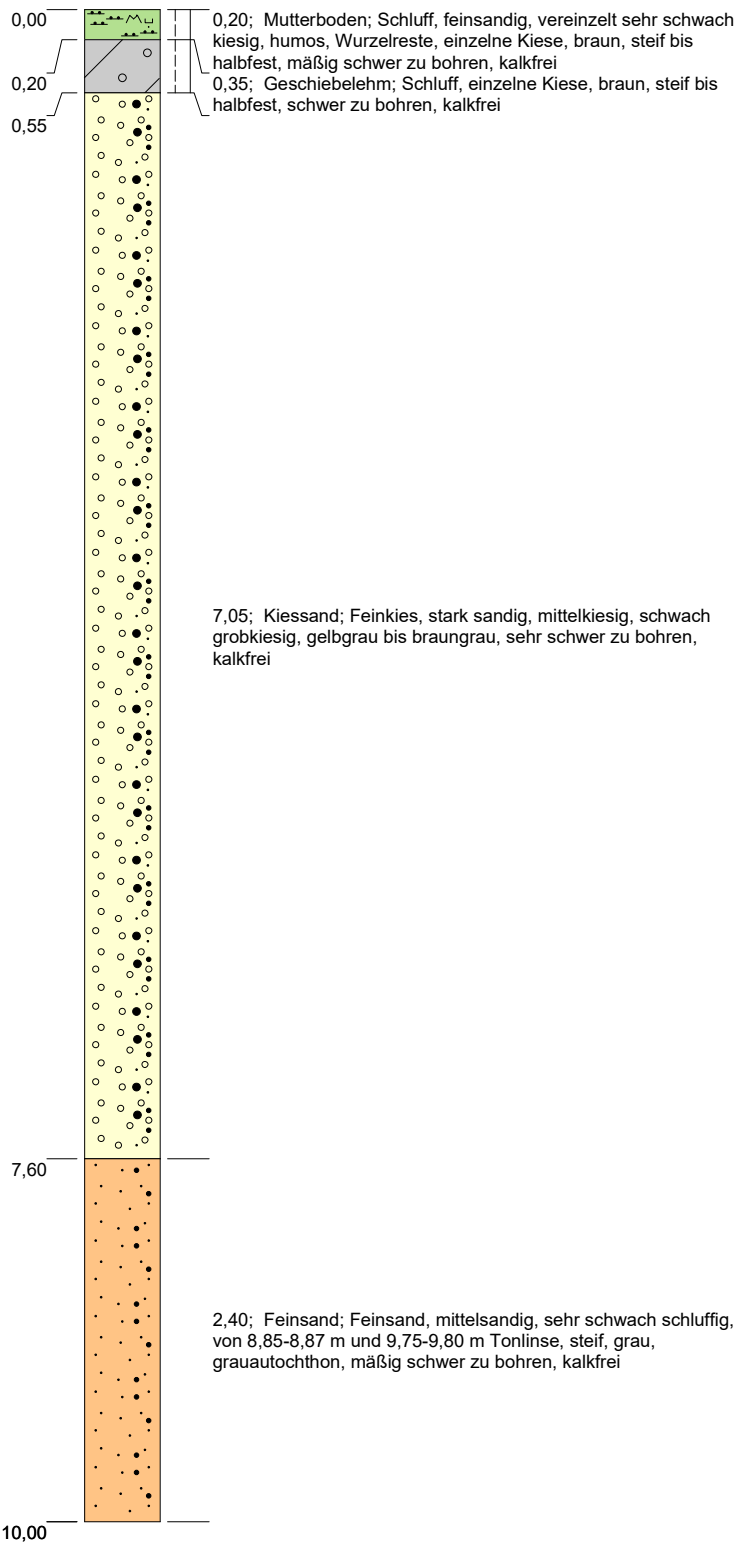 0,00
0,20; Mutterboden; Schluff, feinsandig, vereinzelt sehr schwach
kiesig, humos, Wurzelreste, einzelne Kiese, braun, steif bis
halbfest, mäßig schwer zu bohren, kalkfrei
0,20
0,35; Geschiebelehm; Schluff, einzelne Kiese, braun, steif bis
halbfest, schwer zu bohren, kalkfrei
0,55
7,05; Kiessand; Feinkies, stark sandig, mittelkiesig, schwach
grobkiesig, gelbgrau bis braungrau, sehr schwer zu bohren,
kalkfrei
7,60
2,40; Feinsand; Feinsand, mittelsandig, sehr schwach schluffig,
von 8,85-8,87 m und 9,75-9,80 m Tonlinse, steif, grau,
grauautochthon, mäßig schwer zu bohren, kalkfrei
10,00